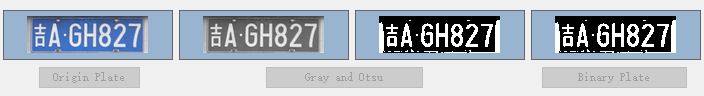 吉A·GH827 吉A·GH827 吉A·GH827 吉A·GH827
Origin Plate Gray and Otsu Binary Plate